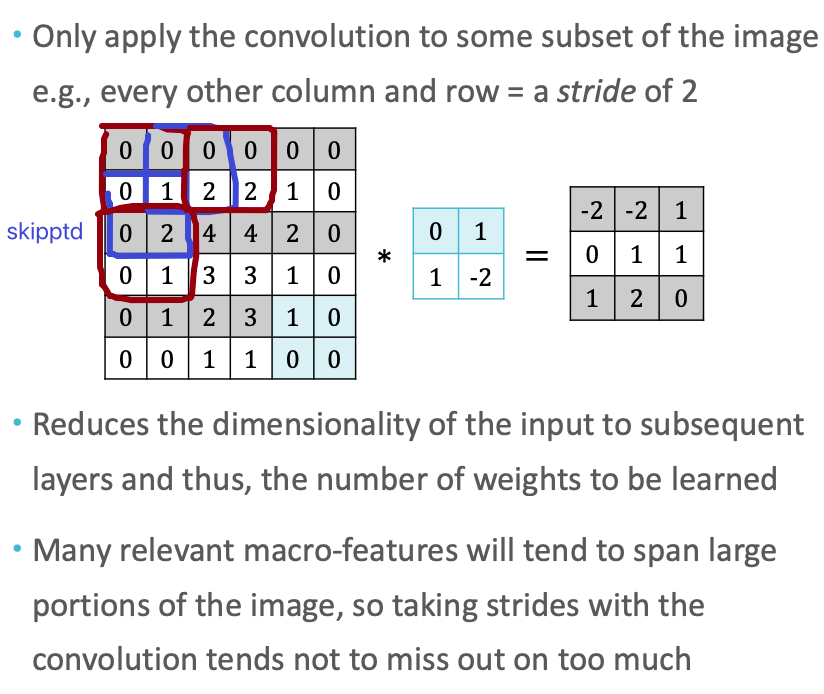 • Only apply the convolution to some subset of the image
e.g., every other column and row = a stride of 2
0 0 0 0 0 0
0 1 2 2 1 0
skipptd
0 2 4 4 2 0
0 1 3 3 1 0
0 1 2 3 1 0
0 0 1 1 0 0
*
0 1
1 -2
=
-2 -2 1
0 1 1
1 2 0
• Reduces the dimensionality of the input to subsequent
layers and thus, the number of weights to be learned
• Many relevant macro-features will tend to span large
portions of the image, so taking strides with the
convolution tends not to miss out on too much